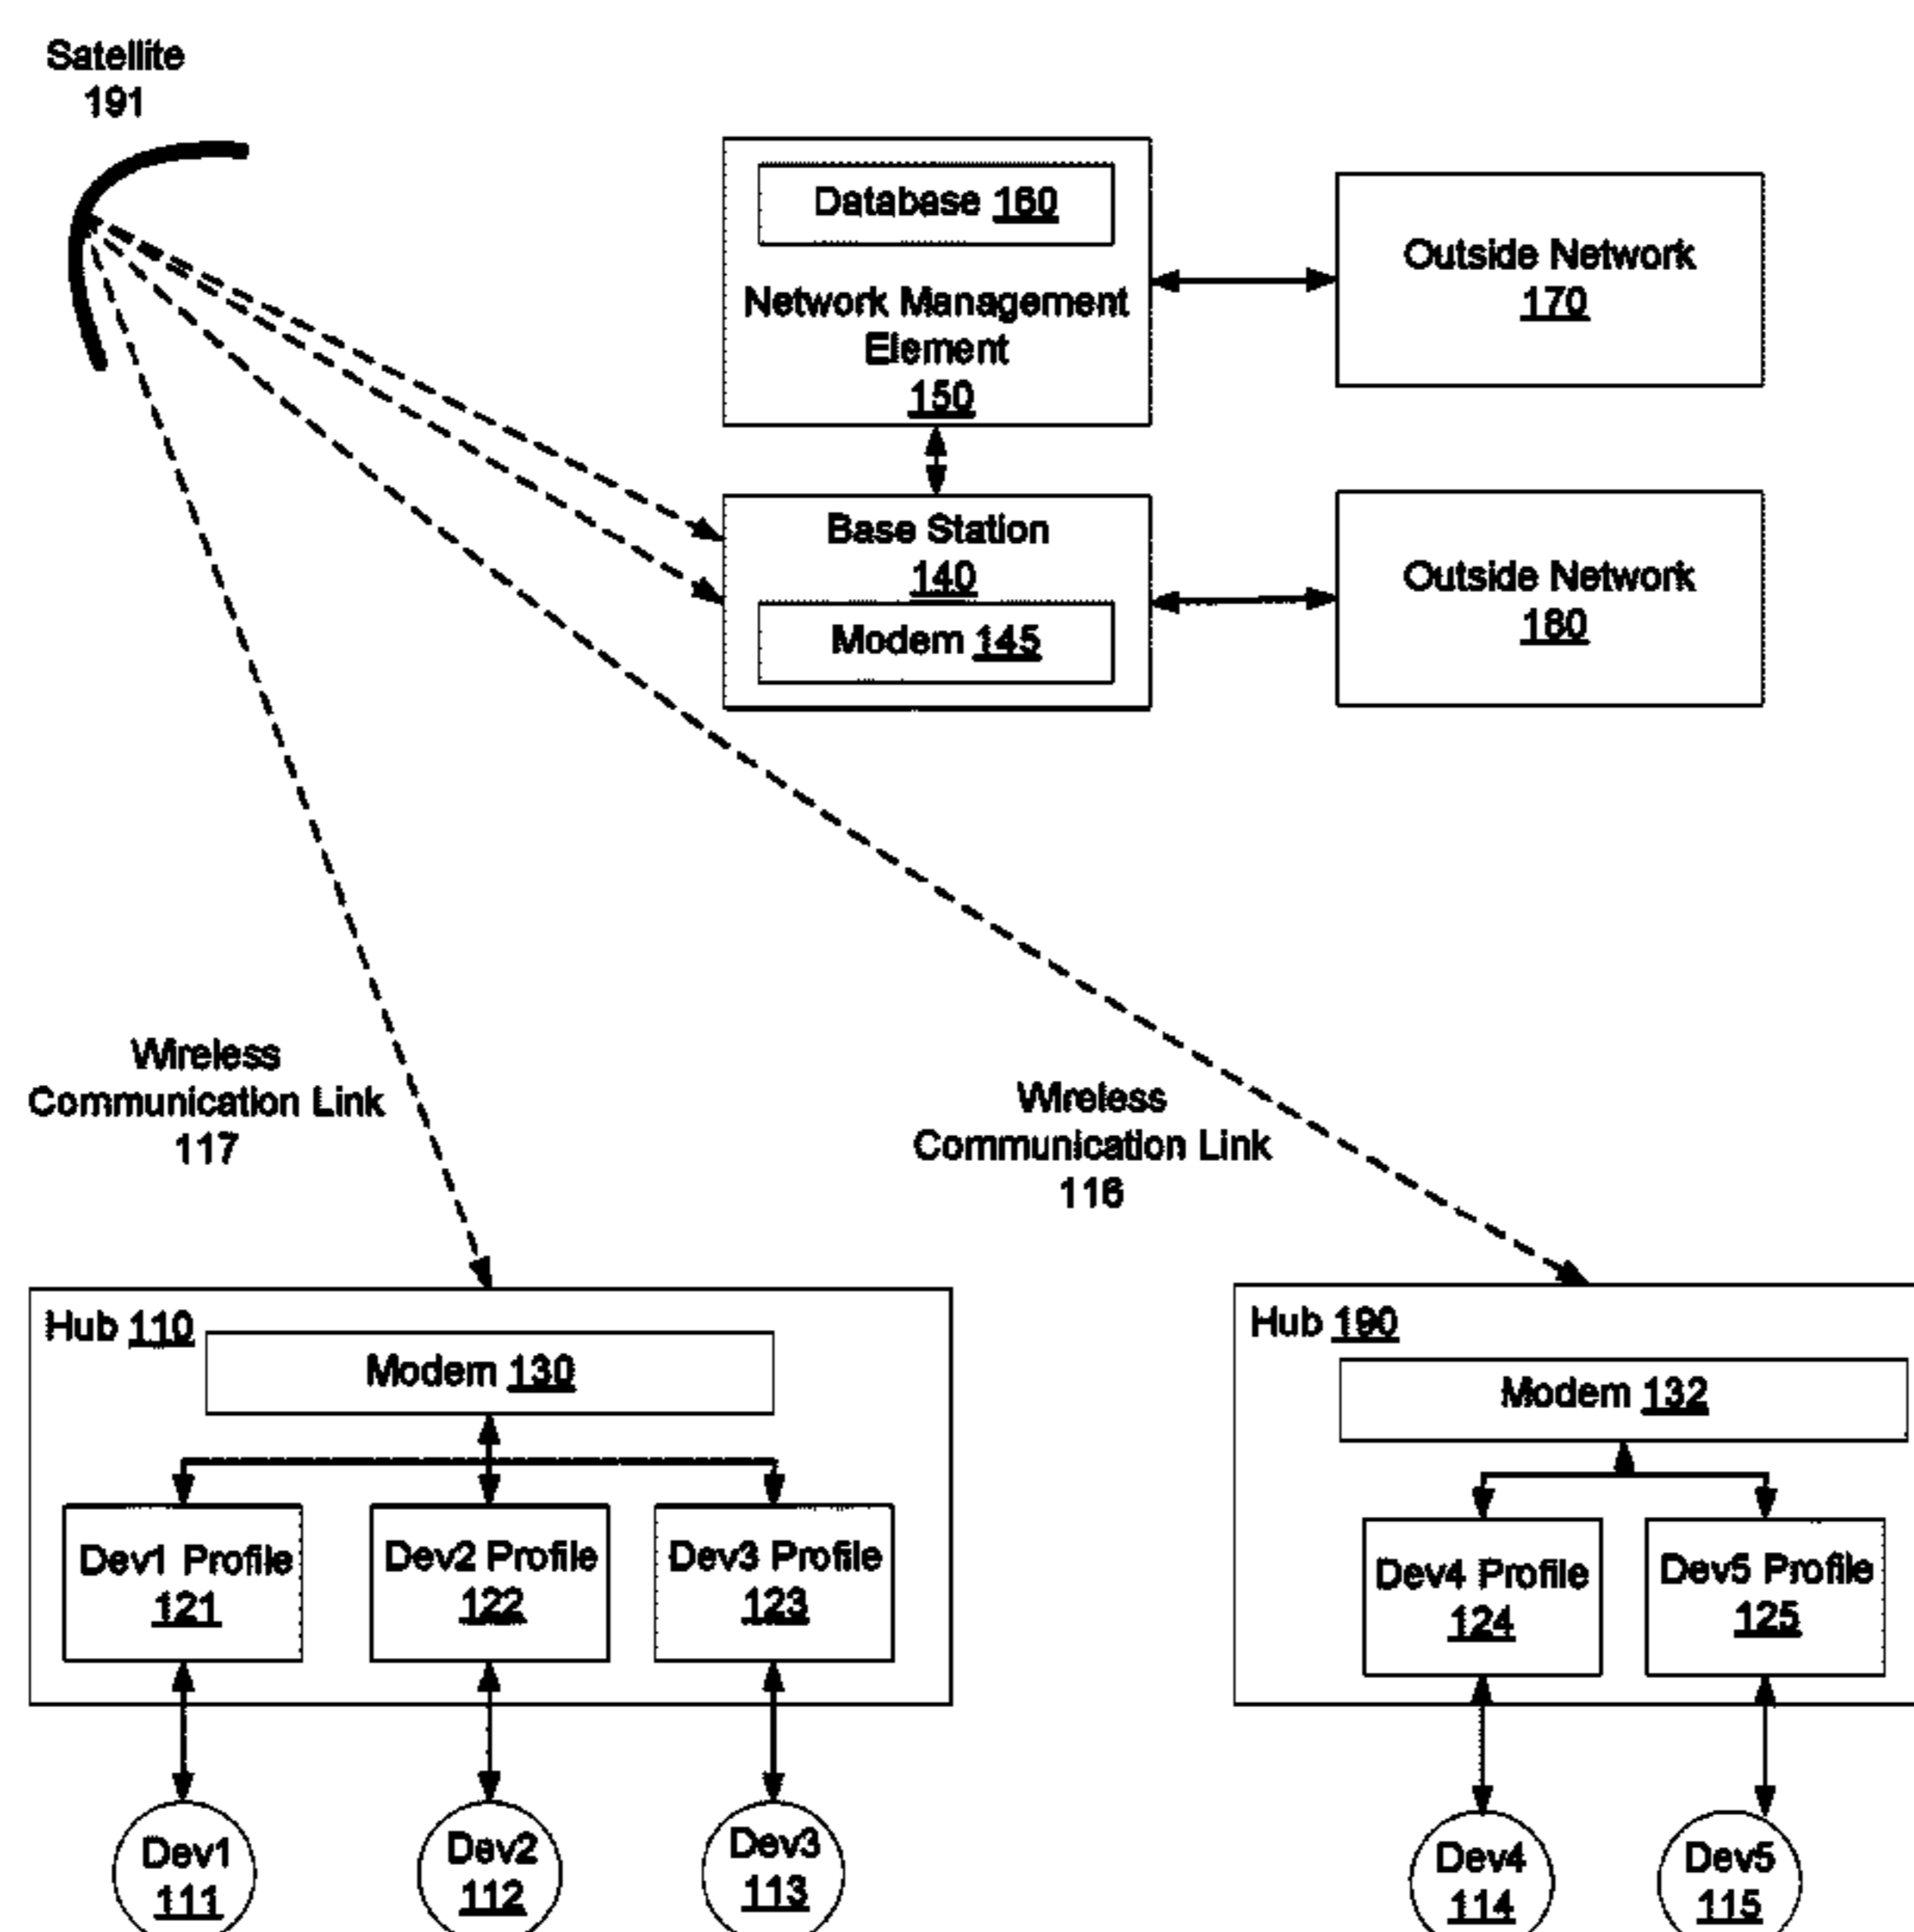 Satellite
191
Database 160
Network Management
Element
150
Outside Network
170
Base Station
140
Modem 145
Outside Network
180
Wireless
Communication Link
117
Wireless
Communication Link
116
Hub 110
Modem 130
Dev1 Profile
121
Dev2 Profile
122
Dev3 Profile
123
Hub 190
Modem 132
Dev4 Profile
124
Dev5 Profile
125
Dev1
111
Dev2
112
Dev3
113
Dev4
114
Dev5
115